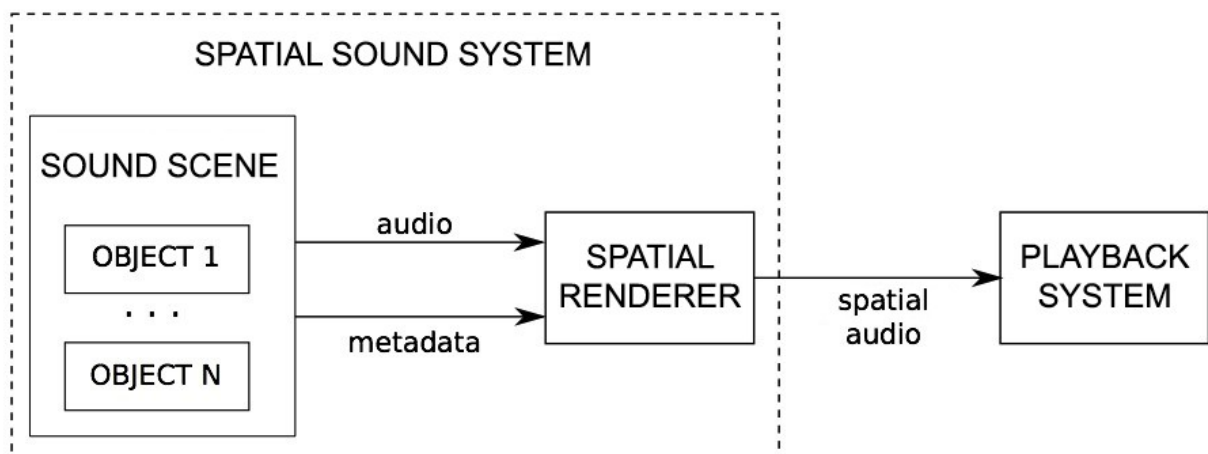 SPATIAL SOUND SYSTEM
SOUND SCENE
OBJECT 1
. . .
OBJECT N
audio
metadata
SPATIAL
RENDERER
spatial
audio
PLAYBACK
SYSTEM